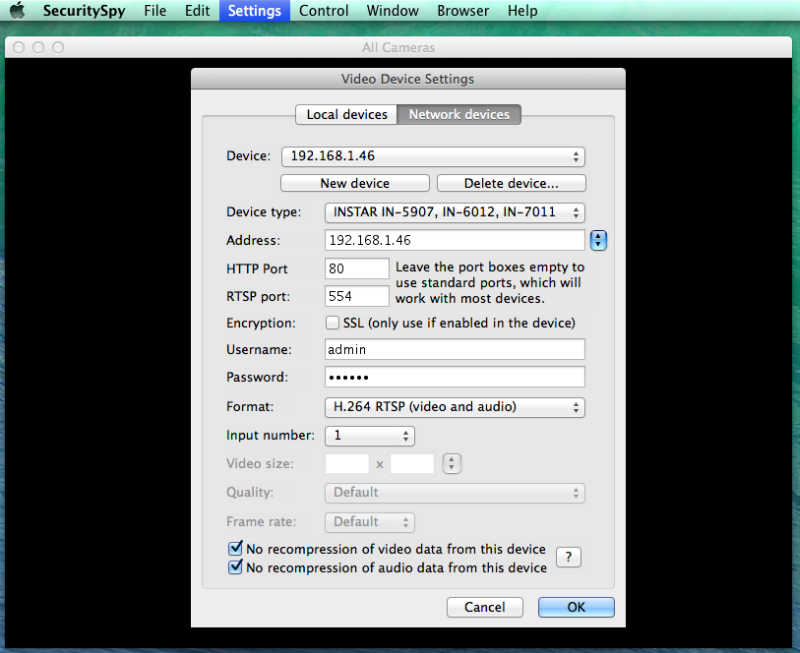 SecuritySpy File Edit Settings Control Window Browser Help
All Cameras
Video Device Settings
Local devices Network devices
Device: 192.168.1.46
New device Delete device...
Device type: INSTAR IN-5907, IN-6012, IN-7011
Address: 192.168.1.46
HTTP Port 80 Leave the port boxes empty to
use standard ports, which will
RTSP port: 554 work with most devices.
Encryption: SSL (only use if enabled in the device)
Username: admin
Password: ••••••
Format: H.264 RTSP (video and audio)
Input number: 1
Video size: x
Quality: Default
Frame rate: Default
No recompression of video data from this device
?
No recompression of audio data from this device
Cancel OK